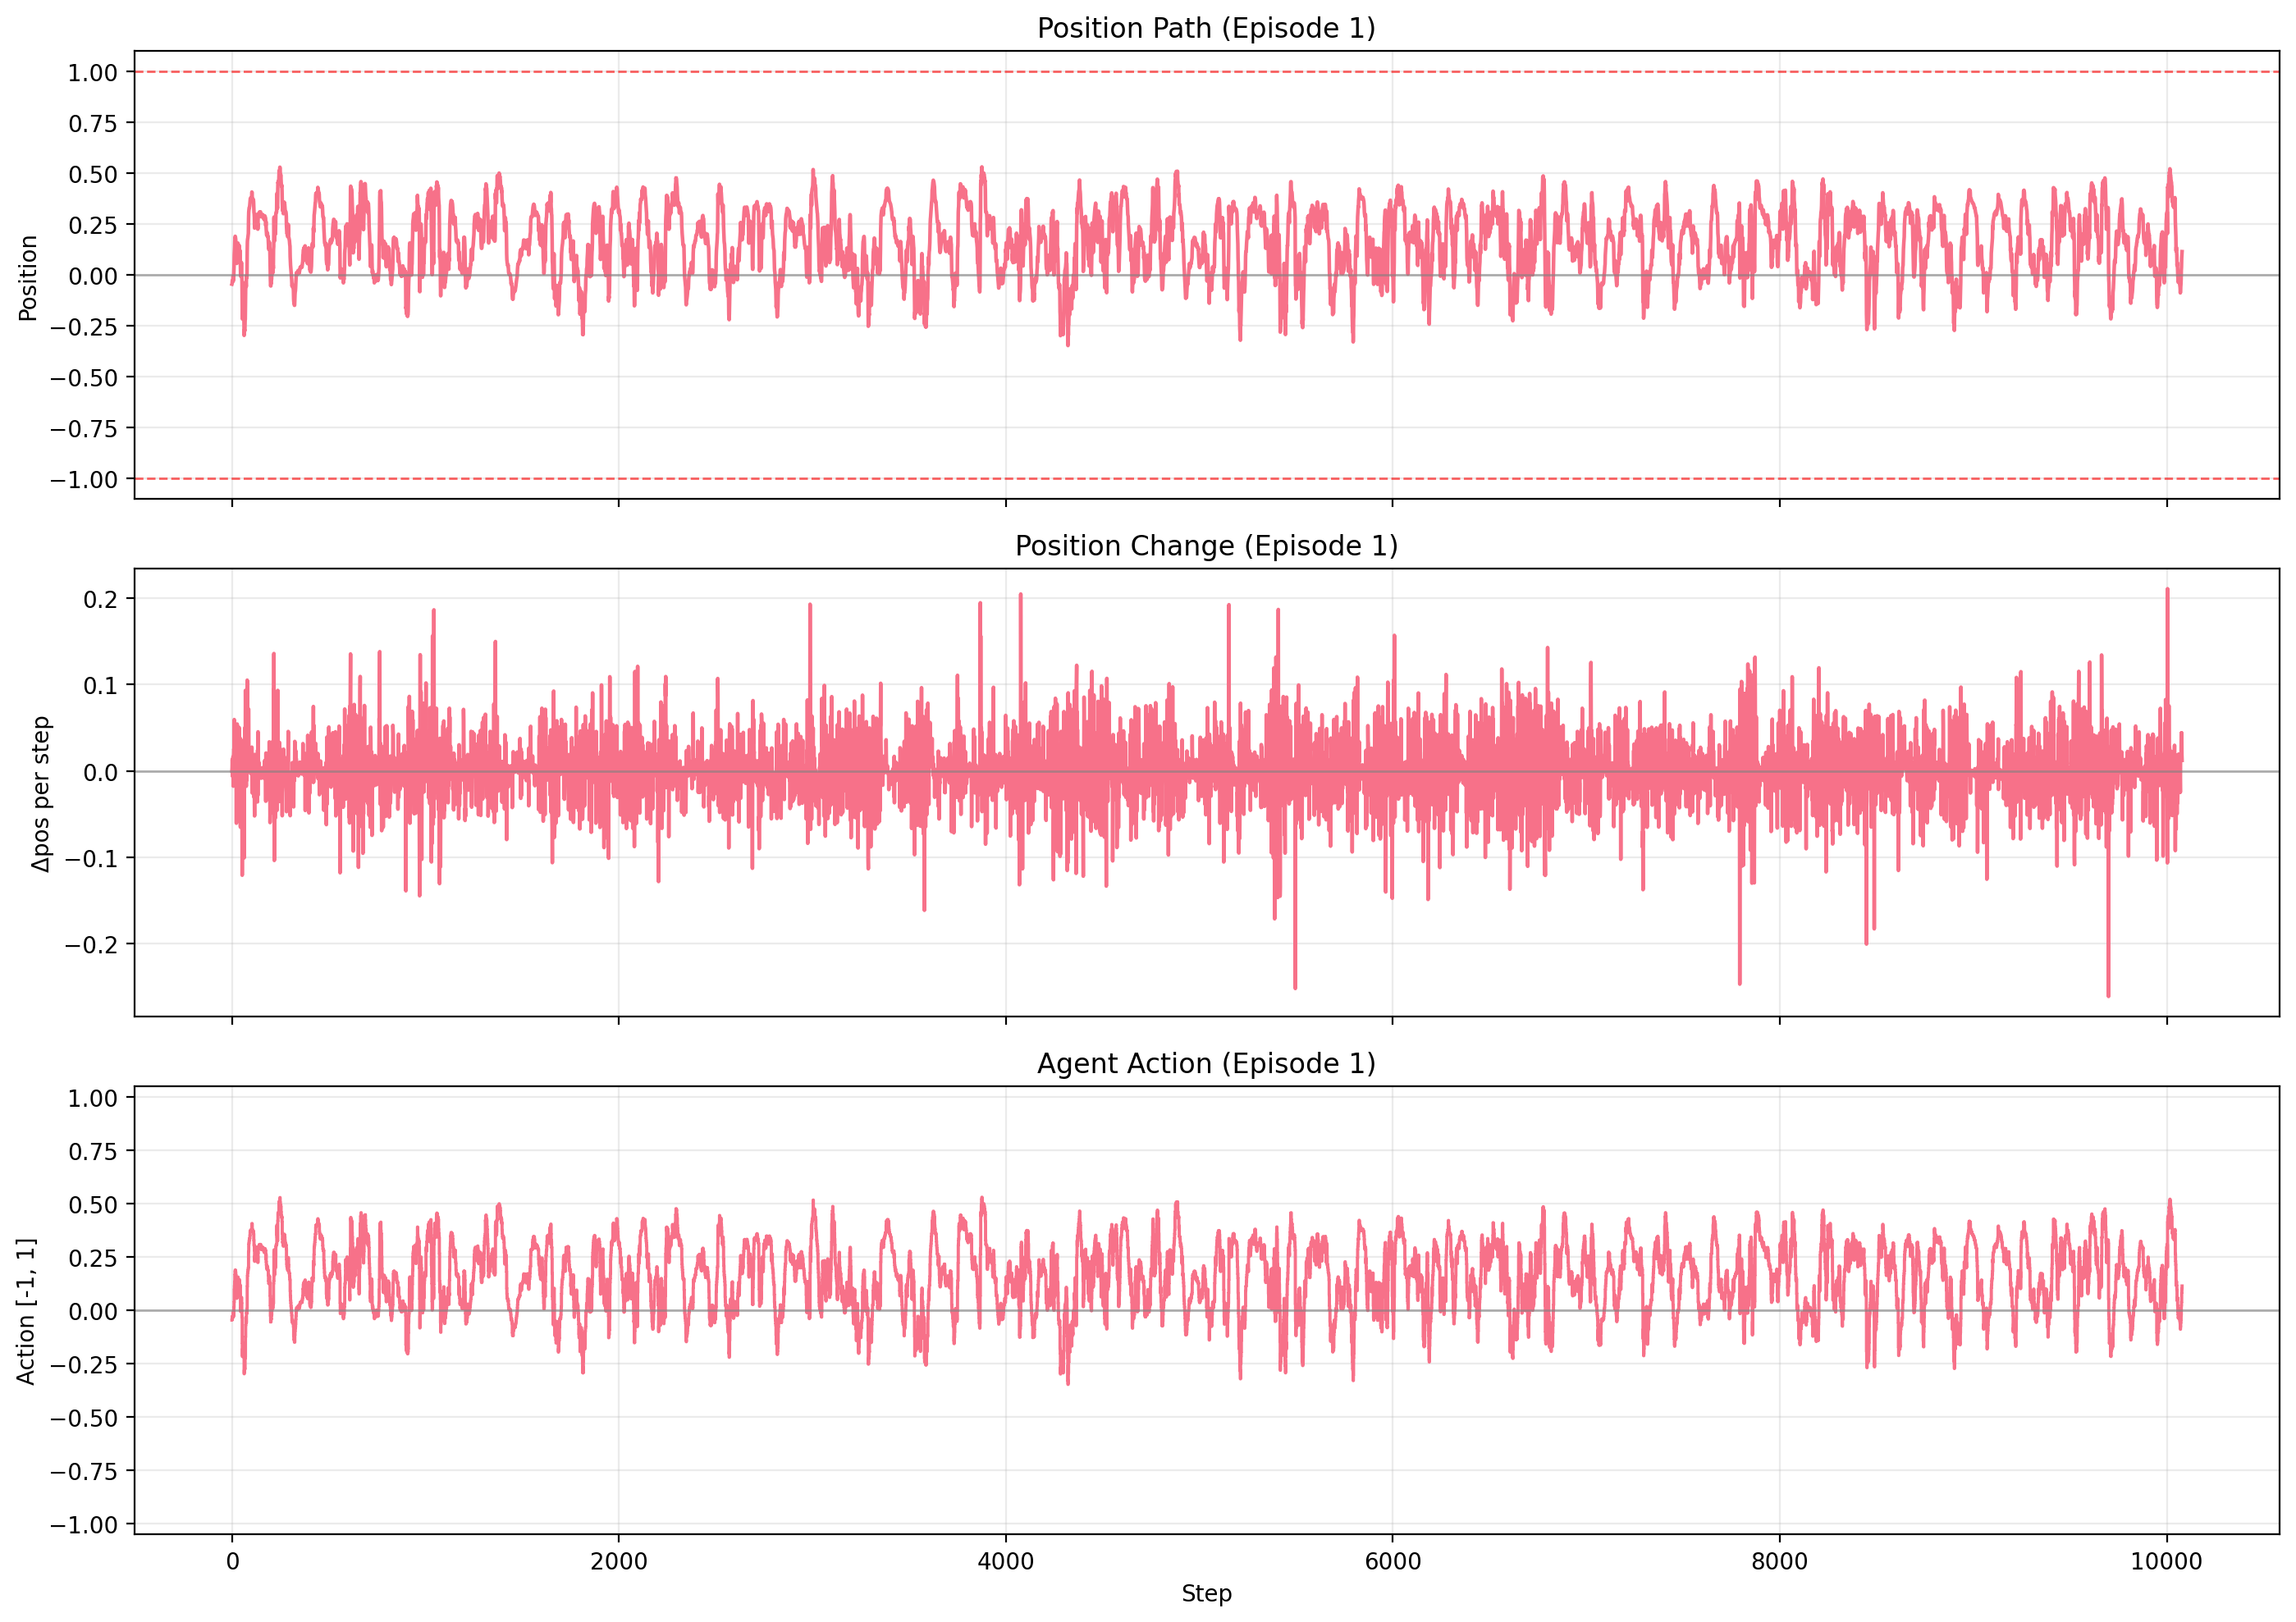 Position Path (Episode 1)
1.00
0.75
0.50
0.25
0.00
−0.25
−0.50
−0.75
−1.00
Position
Position Change (Episode 1)
0.2
0.1
0.0
−0.1
−0.2
Δpos per step
Agent Action (Episode 1)
1.00
0.75
0.50
0.25
0.00
−0.25
−0.50
−0.75
−1.00
Action [-1, 1]
0 2000 4000 6000 8000 10000
Step